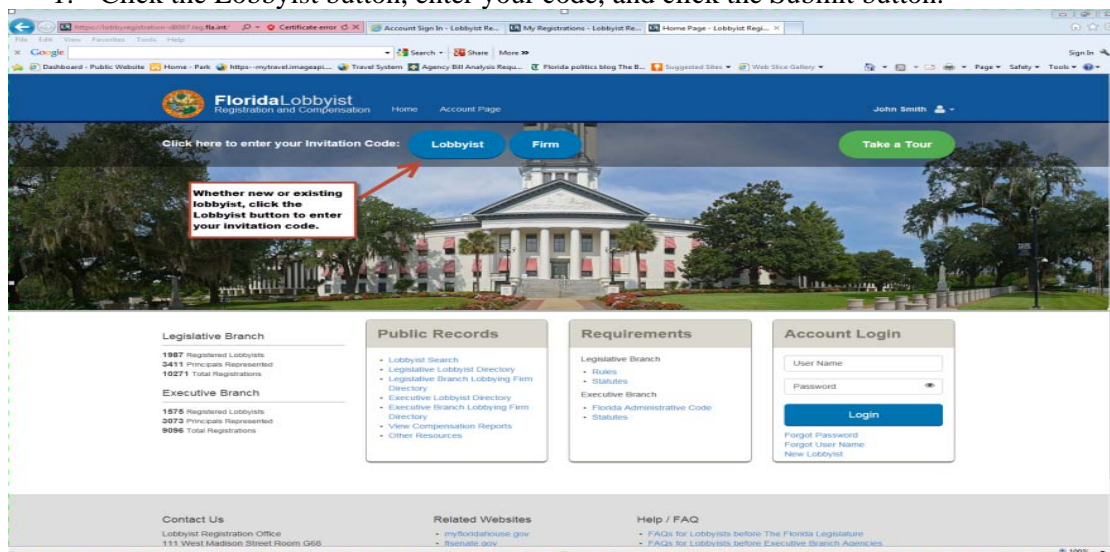 1. Click the Lobbyist button, enter your code, and click the Submit button.
Certificate error
Account Sign In - Lobbyist Re...
My Registrations - Lobbyist Re...
Home Page - Lobbyist Regi...
File Edit View Favorites Tools Help
Google
Search
Share
More
Sign In
Dashboard - Public Website
Home - Park
https--mytravel.imageapi...
Travel System
Agency Bill Analysis Requ...
Florida politics blog The B...
Suggested Sites
Web Slice Gallery
Page
Safety
Tools
FloridaLobbyist
Registration and Compensation
Home
Account Page
John Smith
Click here to enter your Invitation Code:
Lobbyist
Firm
Take a Tour
Whether new or existing
lobbyist, click the
Lobbyist button to enter
your invitation code.
Legislative Branch
1987 Registered Lobbyists
3411 Principals Represented
10271 Total Registrations
Executive Branch
1575 Registered Lobbyists
3073 Principals Represented
9096 Total Registrations
Public Records
Lobbyist Search
Legislative Lobbyist Directory
Legislative Branch Lobbying Firm
Directory
Executive Lobbyist Directory
Executive Branch Lobbying Firm
Directory
View Compensation Reports
Other Resources
Requirements
Legislative Branch
Rules
Statutes
Executive Branch
Florida Administrative Code
Statutes
Account Login
User Name
Password
Login
Forgot Password
Forgot User Name
New Lobbyist
Contact Us
Lobbyist Registration Office
111 West Madison Street Room G68
Related Websites
myfloridahouse.gov
flsenate.gov
Help / FAQ
FAQs for Lobbyists before The Florida Legislature
FAQs for Lobbyists before Executive Branch Agencies
100%